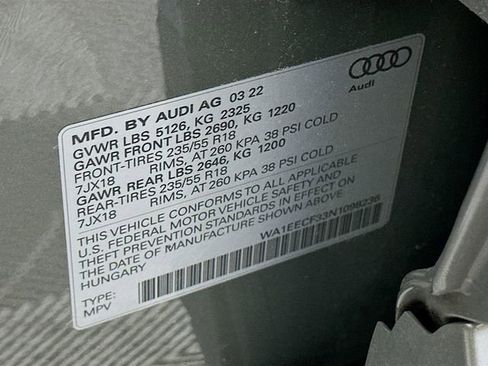 MFD. BY AUDI AG 03 22
Audi
GVWR LBS 5126, KG 2325
GAWR FRONT LBS 2690, KG 1220
FRONT-TIRES 235/55 R18
7JX18 RIMS, AT 260 KPA 38 PSI COLD
GAWR REAR LBS 2646, KG 1200
REAR-TIRES 235/55 R18
7JX18 RIMS, AT 260 KPA 38 PSI COLD
THIS VEHICLE CONFORMS TO ALL APPLICABLE
U.S. FEDERAL MOTOR VEHICLE SAFETY AND
THEFT PREVENTION STANDARDS IN EFFECT ON
THE DATE OF MANUFACTURE SHOWN ABOVE.
HUNGARY
WA1EECF33N1098236
TYPE:
MPV